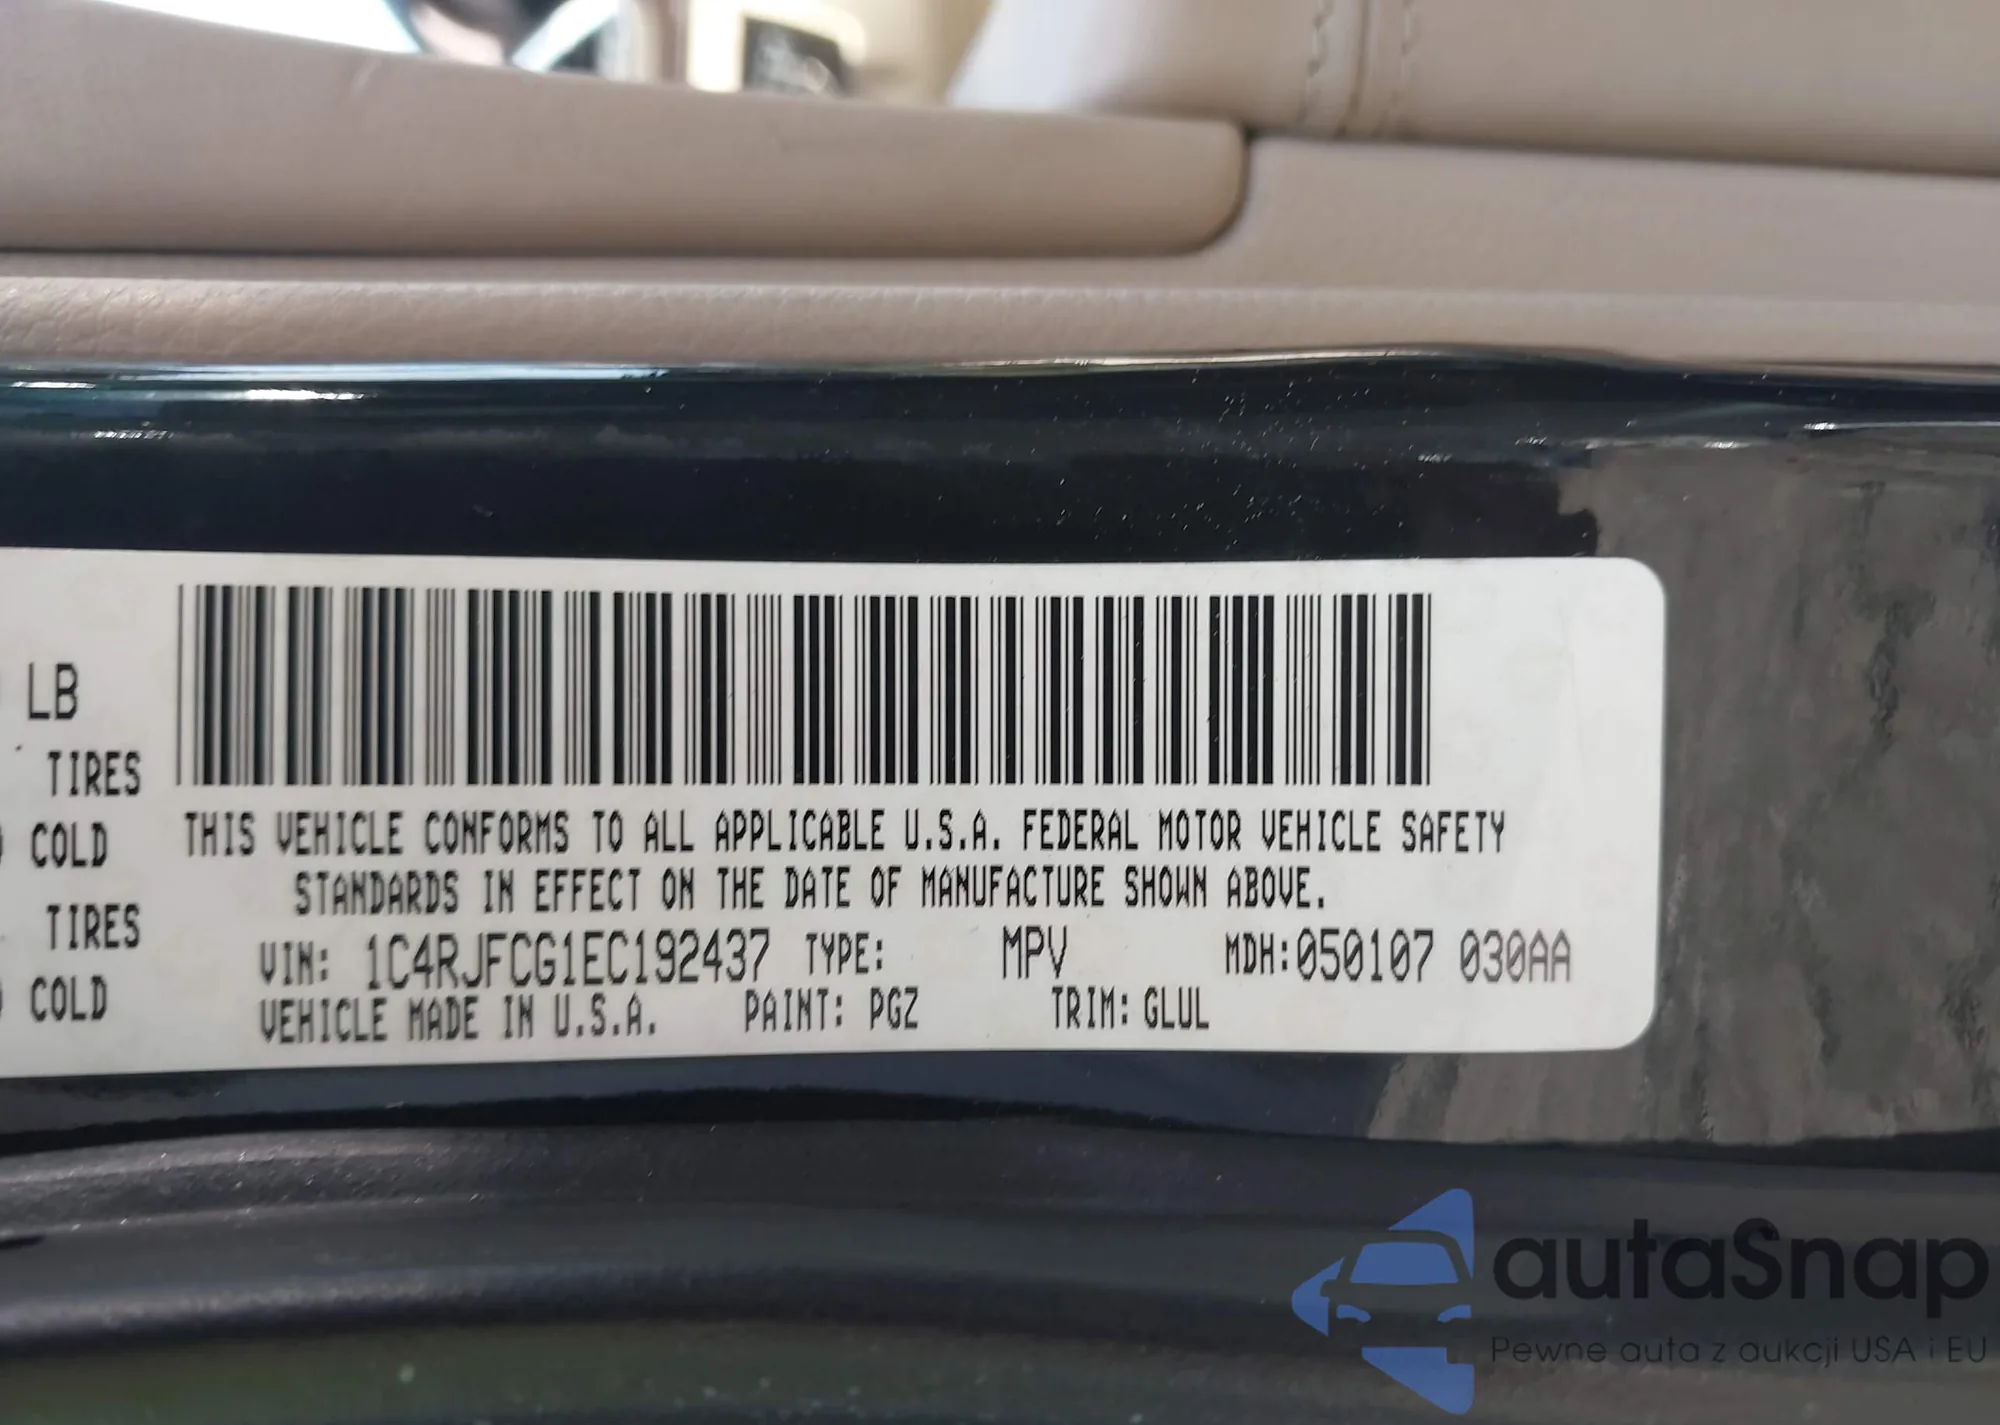 LB
TIRES
COLD
TIRES
COLD
THIS VEHICLE CONFORMS TO ALL APPLICABLE U.S.A. FEDERAL MOTOR VEHICLE SAFETY
STANDARDS IN EFFECT ON THE DATE OF MANUFACTURE SHOWN ABOVE.
VIN: 1C4RJFCG1EC192437 TYPE: MPV MDH:050107 030AA
VEHICLE MADE IN U.S.A. PAINT: PGZ TRIM: GLUL
autaSnap
Pewne auta z aukcji USA i EU